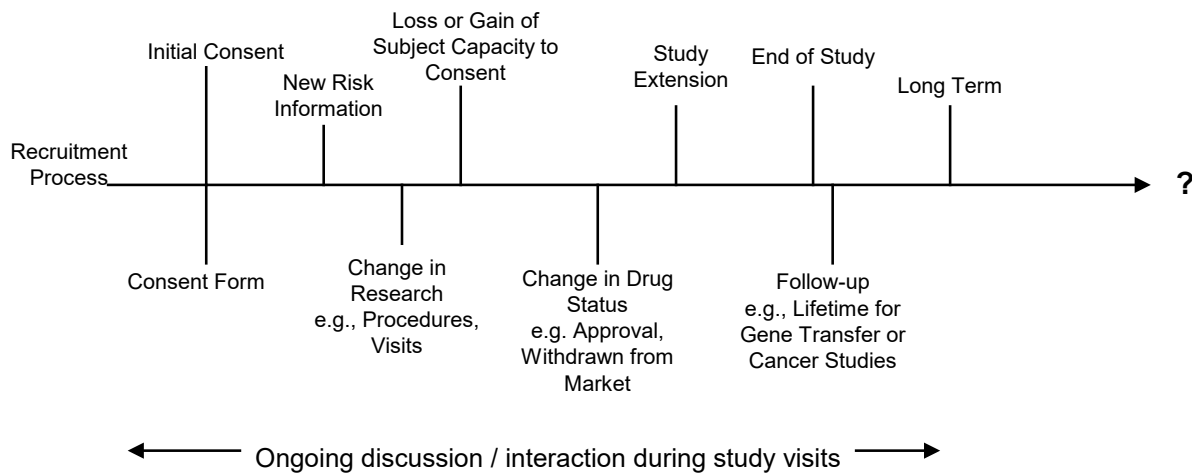 Initial Consent
New Risk
Information
Loss or Gain of
Subject Capacity to
Consent
Study
Extension
End of Study
Long Term
Recruitment
Process
?
Consent Form
Change in
Research
e.g., Procedures,
Visits
Change in Drug
Status
e.g. Approval,
Withdrawn from
Market
Follow-up
e.g., Lifetime for
Gene Transfer or
Cancer Studies
Ongoing discussion / interaction during study visits